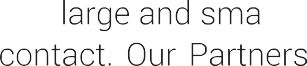 large and sma
contact. Our Partners